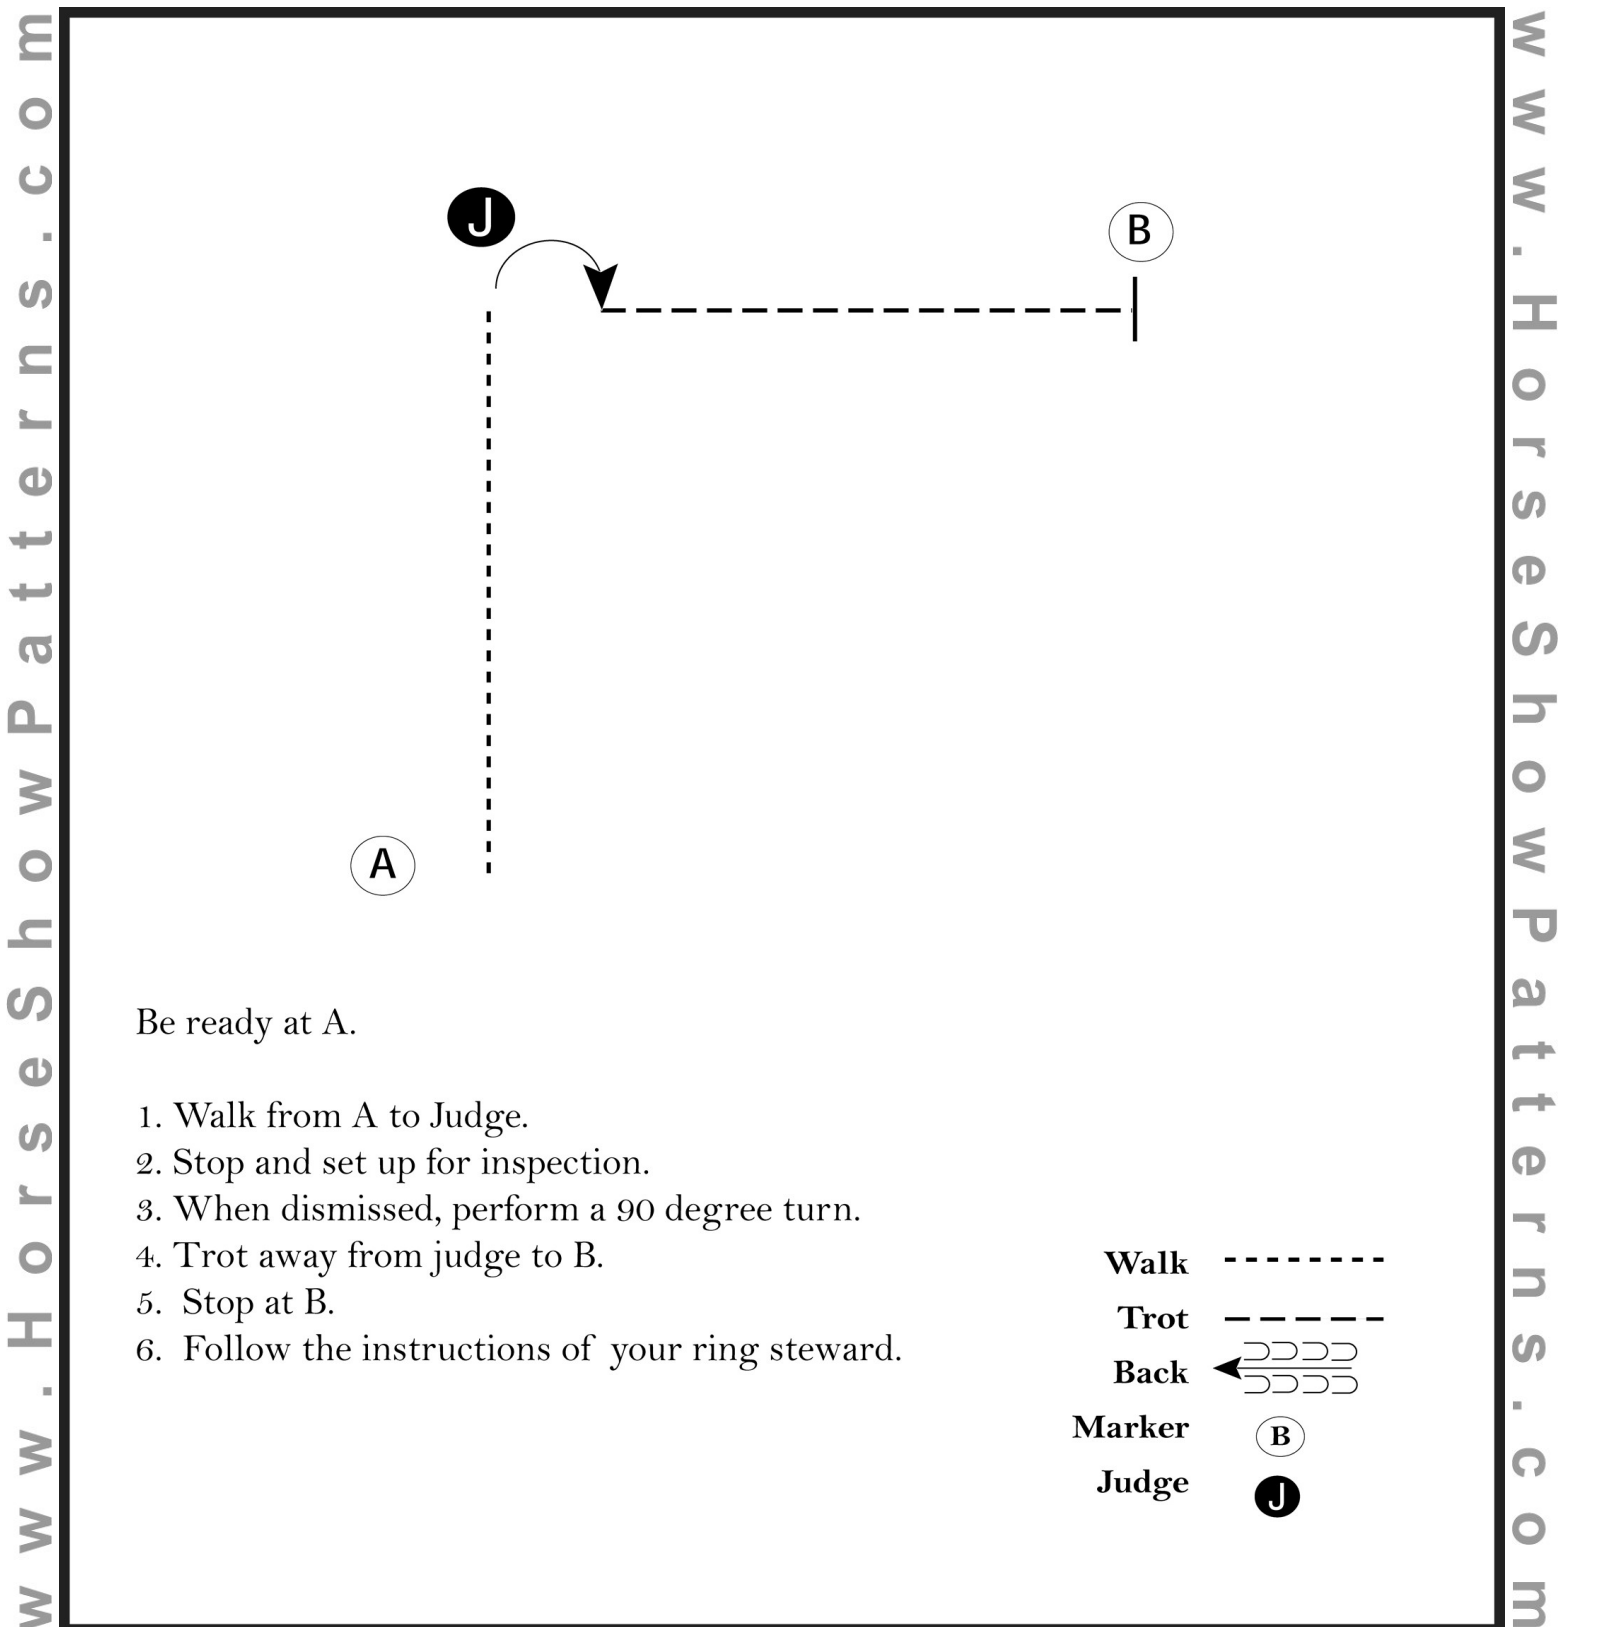 www.HorseShowPatterns.com
J
B
A
Be ready at A.
1. Walk from A to Judge.
2. Stop and set up for inspection.
3. When dismissed, perform a 90 degree turn.
4. Trot away from judge to B.
5. Stop at B.
6. Follow the instructions of your ring steward.
Walk
Trot
Back
Marker B
Judge J
www.HorseShowPatterns.com